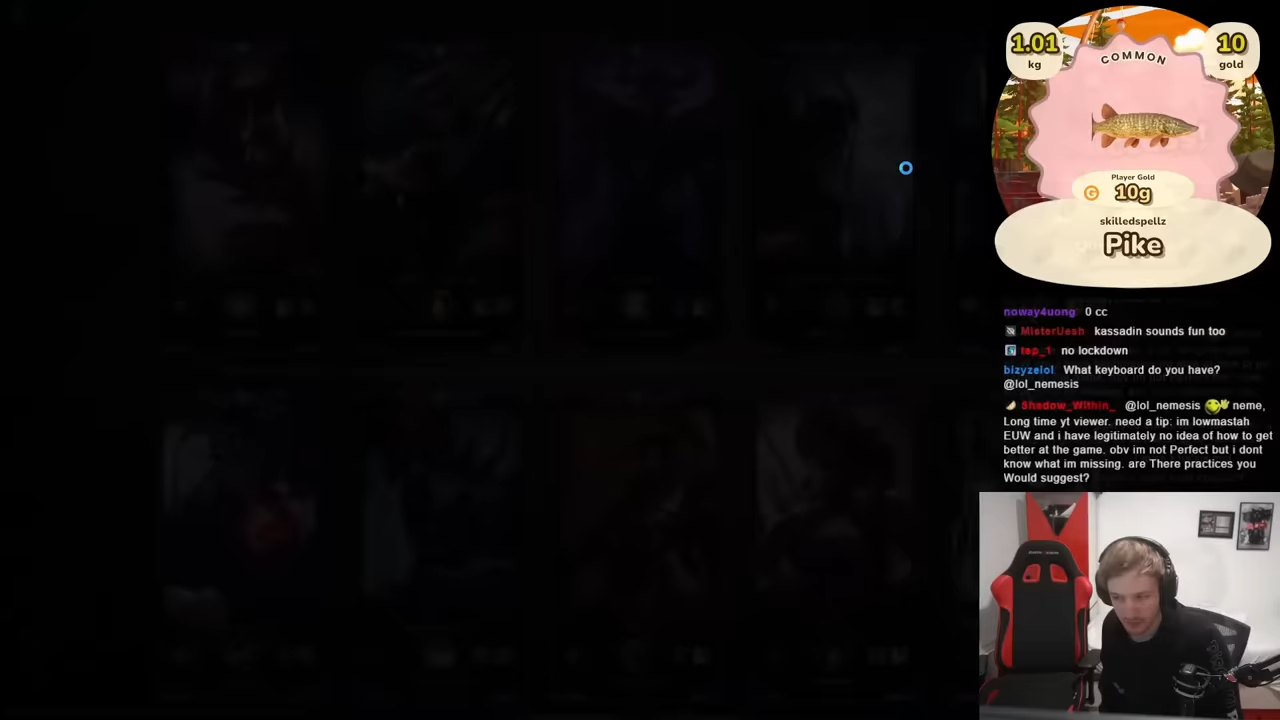 1.01
kg
COMMON
10
gold
Player Gold
G 10g
skilledspellz
Pike
noway4uong 0 cc
MisterUesh kassadin sounds fun too
top_1 no lockdown
bizyzelol What keyboard do you have?
@lol_nemesis
Shadow_Within_ @lol_nemesis neme,
Long time yt viewer. need a tip: im lowmastah
EUW and i have legitimately no idea of how to get
better at the game. obv im not Perfect but i dont
know what im missing. are There practices you
Would suggest?